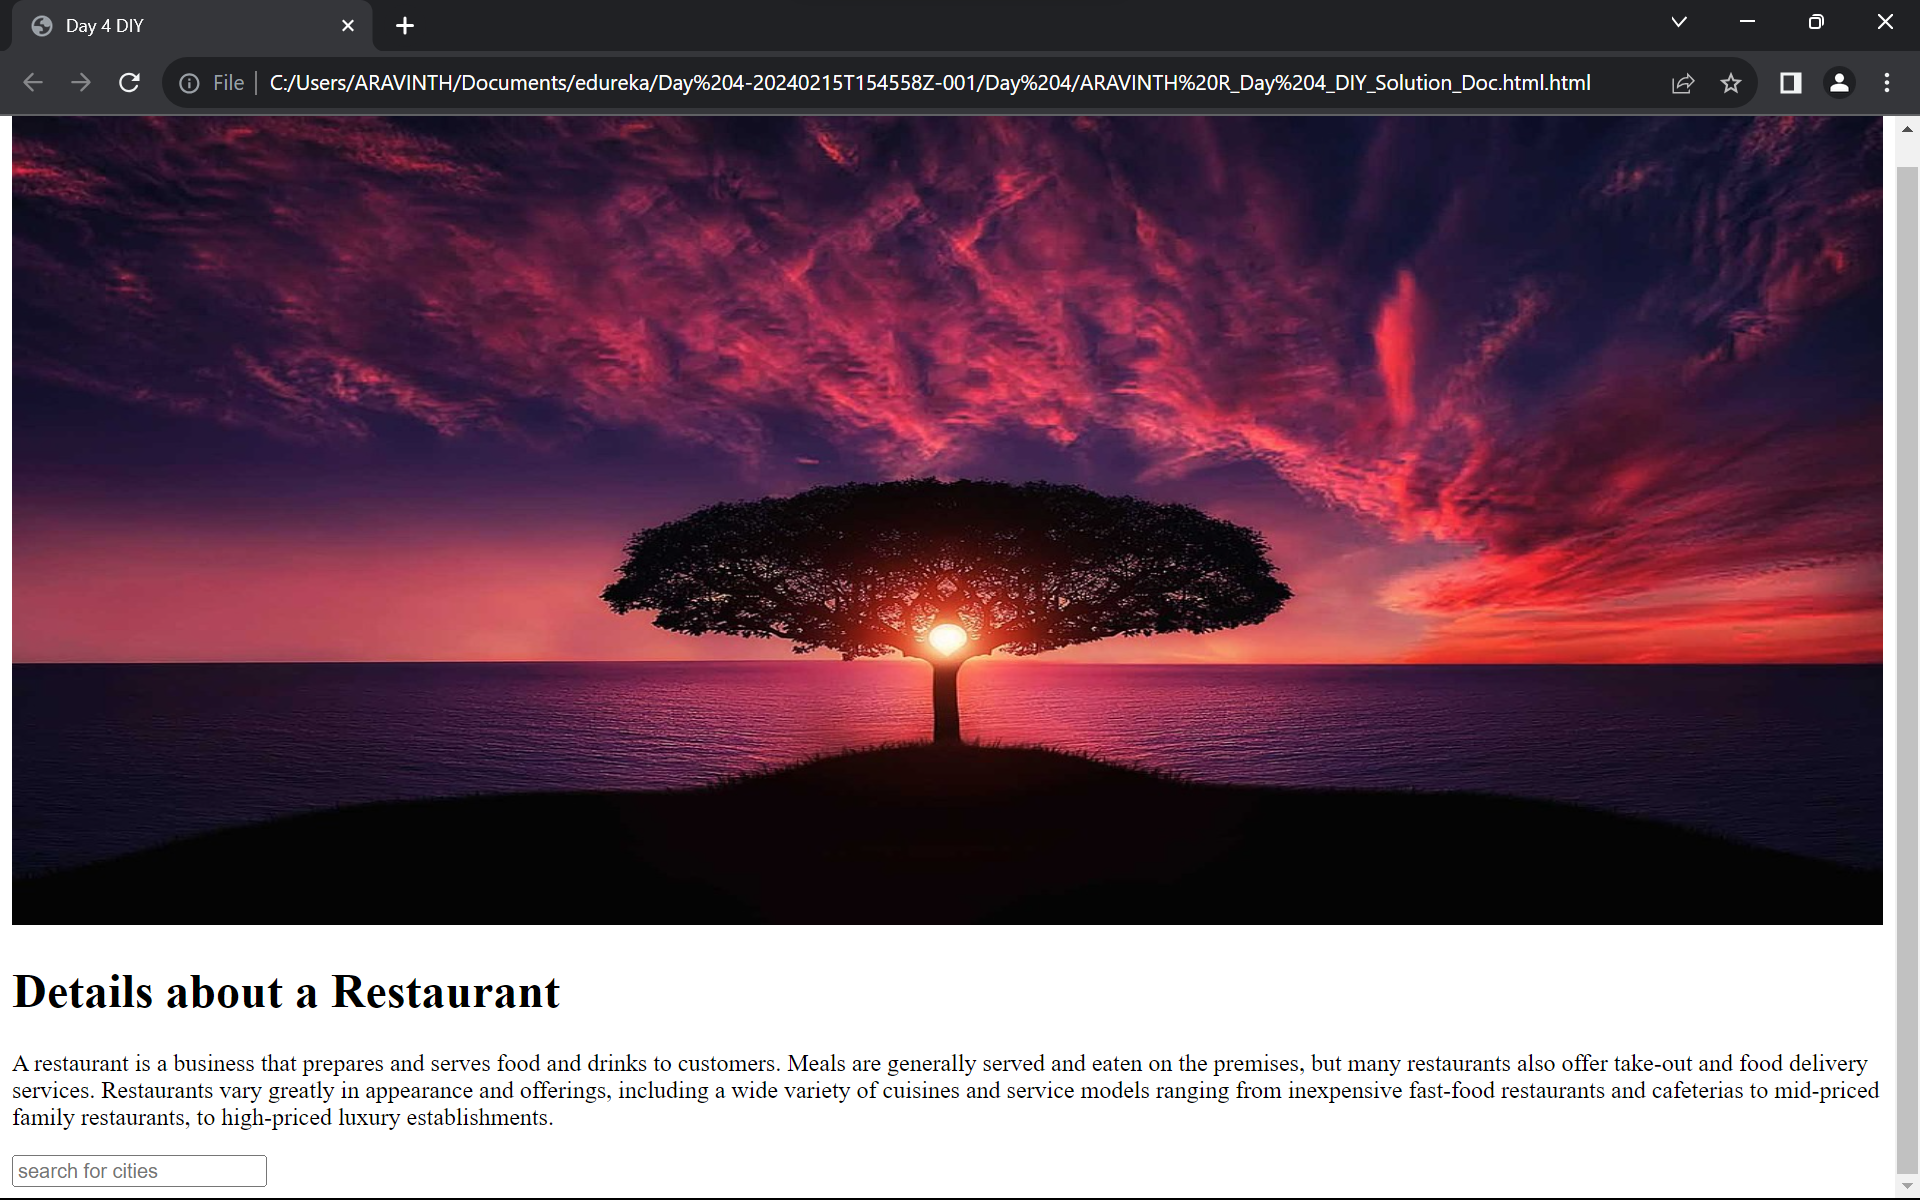 Day 4 DIY
File
C:/Users/ARAVINTH/Documents/edureka/Day%204-20240215T154558Z-001/Day%204/ARAVINTH%20R_Day%204_DIY_Solution_Doc.html.html
Details about a Restaurant
A restaurant is a business that prepares and serves food and drinks to customers. Meals are generally served and eaten on the premises, but many restaurants also offer take-out and food delivery
services. Restaurants vary greatly in appearance and offerings, including a wide variety of cuisines and service models ranging from inexpensive fast-food restaurants and cafeterias to mid-priced
family restaurants, to high-priced luxury establishments.
search for cities